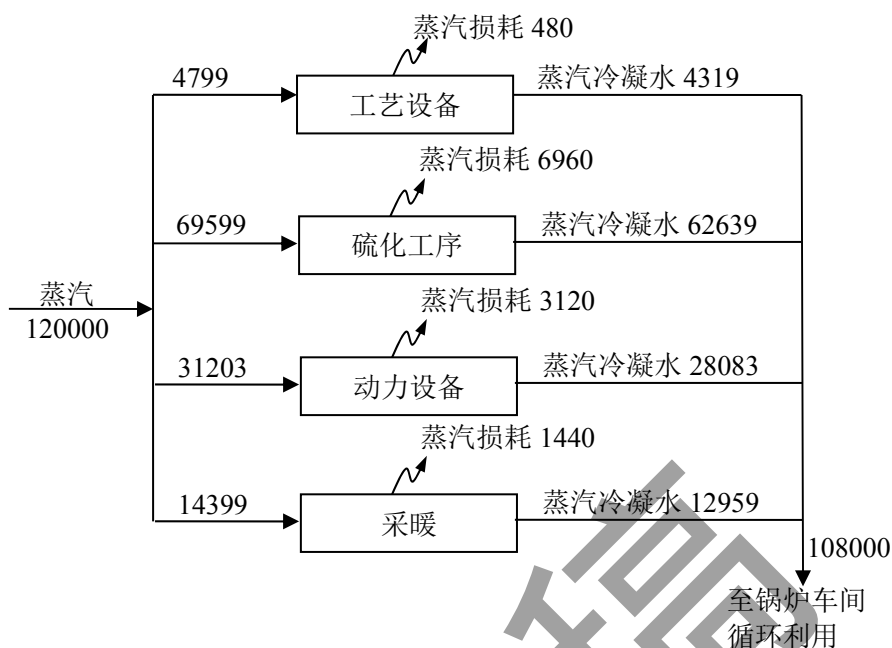 蒸汽损耗 480
4799
工艺设备
蒸汽冷凝水 4319
蒸汽损耗 6960
69599
硫化工序
蒸汽冷凝水 62639
蒸汽
120000
蒸汽损耗 3120
31203
动力设备
蒸汽冷凝水 28083
蒸汽损耗 1440
14399
采暖
蒸汽冷凝水 12959
108000
至锅炉车间
循环利用